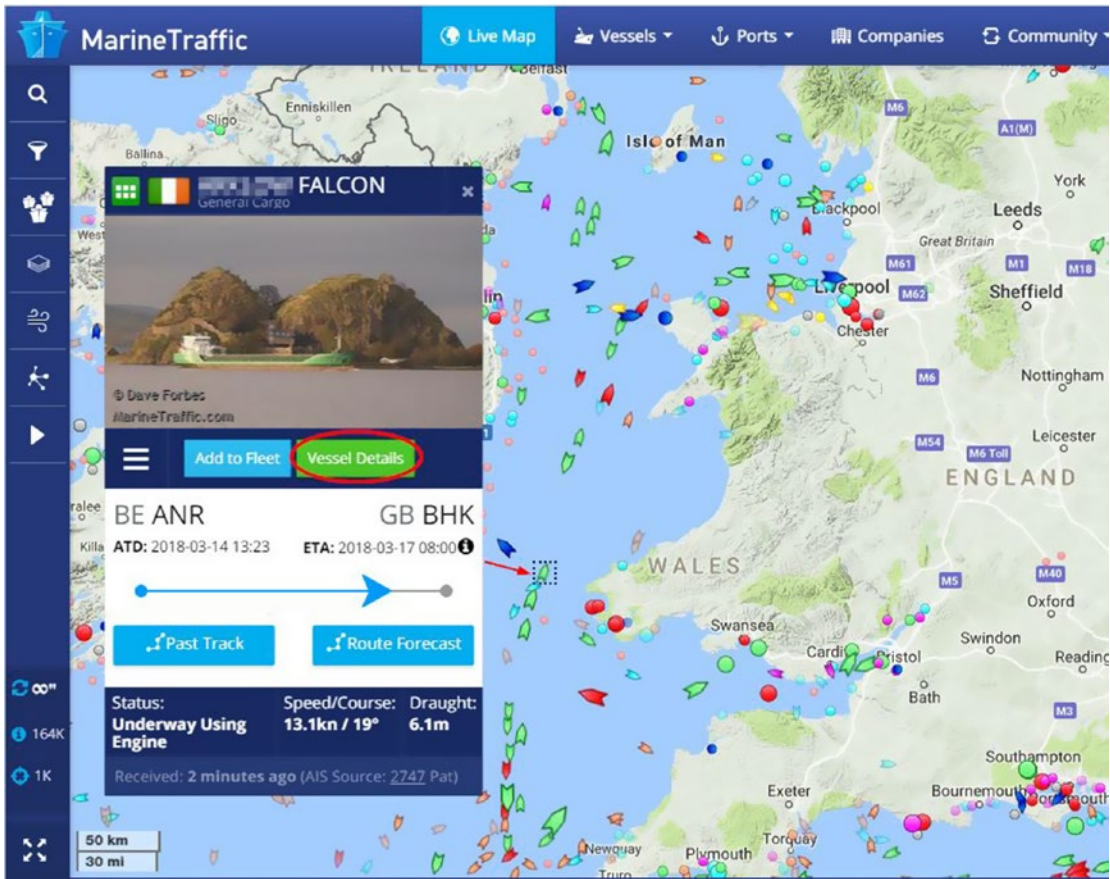 MarineTraffic
Live Map
Vessels
Ports
Companies
Community
FALCON
General Cargo
© Dave Forbes
MarineTraffic.com
Add to Fleet
Vessel Details
BE ANR
GB BHK
ATD: 2018-03-14 13:23
ETA: 2018-03-17 08:00
Past Track
Route Forecast
Status:
Speed/Course:
Draught:
Underway Using
Engine
13.1kn / 19°
6.1m
Received: 2 minutes ago (AIS Source: 2747 Pat)
∞"
164K
1K
50 km
30 mi
IRELAND
Belfast
Enniskillen
Sligo
Ballina
Isle of Man
M6
A1(M)
York
Blackpool
Leeds
Great Britain
M61
M1
M18
Liverpool
M62
Sheffield
Chester
M6
Nottingham
M54
M6 Toll
Leicester
ENGLAND
WALES
M5
M40
Oxford
Swansea
Cardiff
Bristol
Swindon
Reading
Bath
M3
Southampton
Exeter
Bournemouth
Portsmouth
Newquay
Plymouth
Torquay
Truro